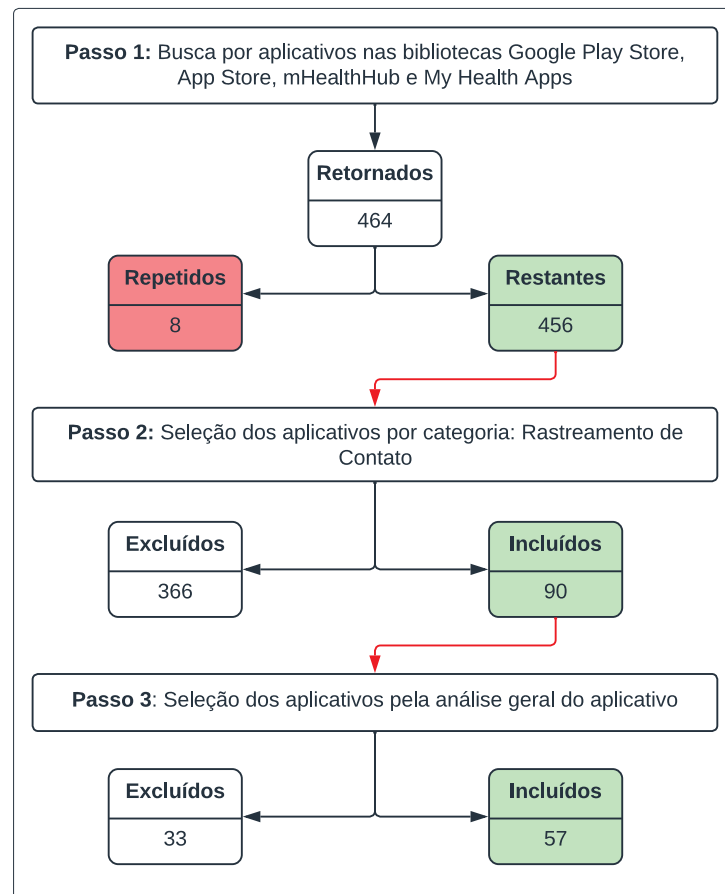 Passo 1: Busca por aplicativos nas bibliotecas Google Play Store,
App Store, mHealthHub e My Health Apps
Retornados
464
Repetidos
8
Restantes
456
Passo 2: Seleção dos aplicativos por categoria: Rastreamento de
Contato
Excluídos
366
Incluídos
90
Passo 3: Seleção dos aplicativos pela análise geral do aplicativo
Excluídos
33
Incluídos
57